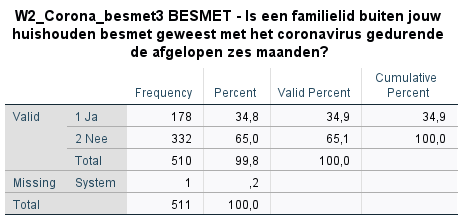 W2_Corona_besmet3 BESMET - Is een familielid buiten jouw
huishouden besmet geweest met het coronavirus gedurende
de afgelopen zes maanden?
Frequency Percent Valid Percent Cumulative Percent
Valid 1 Ja 178 34,8 34,9 34,9
2 Nee 332 65,0 65,1 100,0
Total 510 99,8 100,0
Missing System 1 ,2
Total 511 100,0